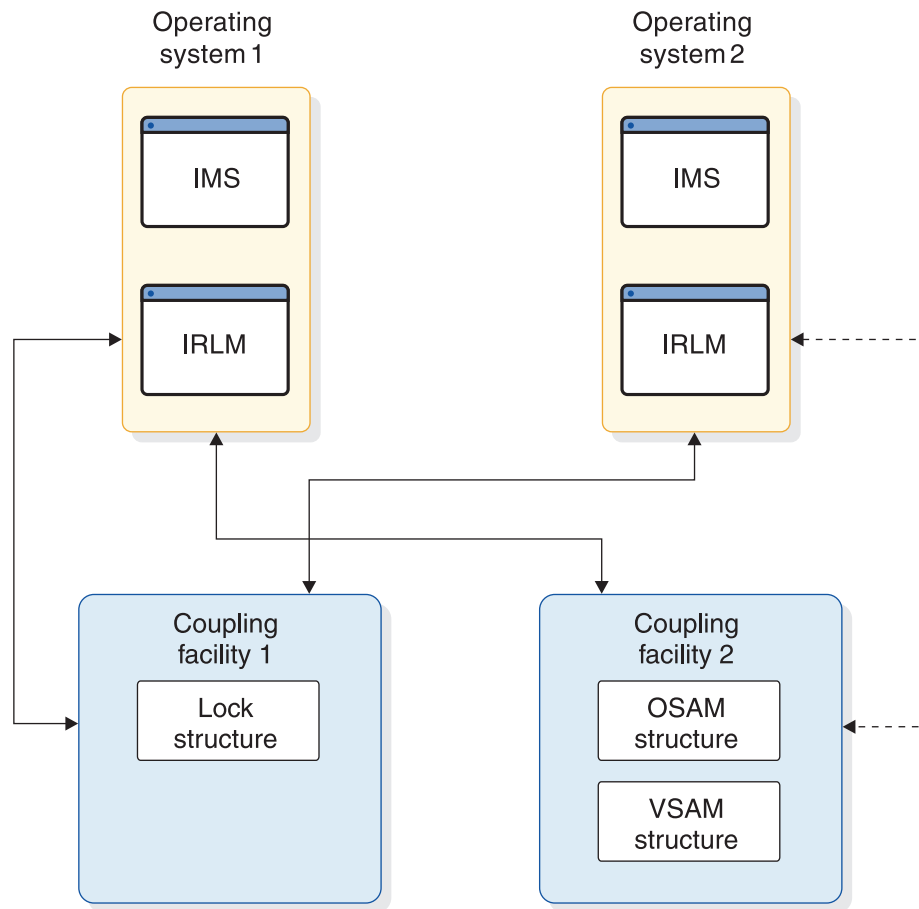 Operating
system 1
Operating
system 2
IMS
IMS
IRLM
IRLM
Coupling
facility 1
Lock
structure
Coupling
facility 2
OSAM
structure
VSAM
structure